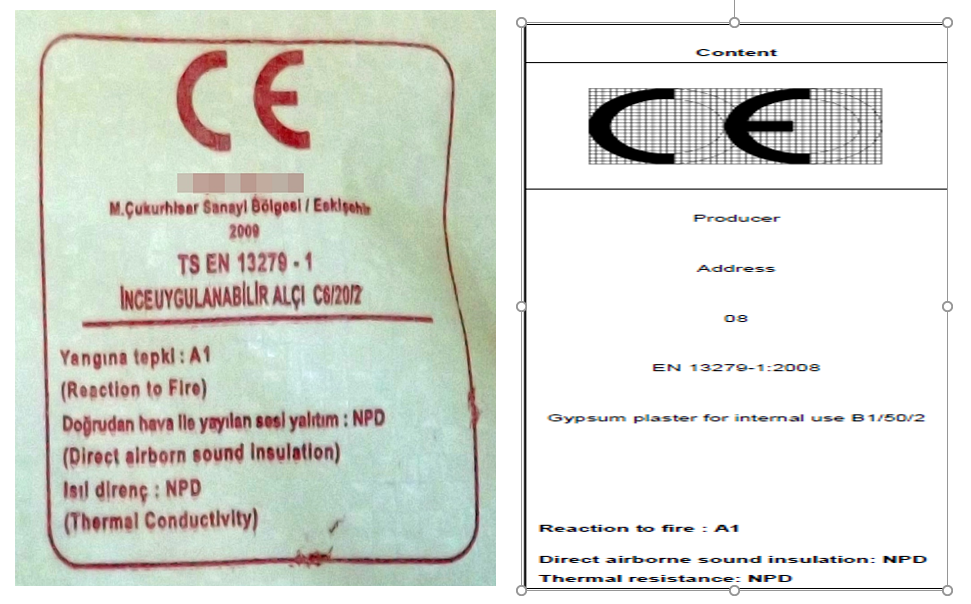 CE
M.Çukurhisar Sanayi Bölgesi / Eskişehir
2009
TS EN 13279 - 1
İNCEUYGULANABİLİR ALÇI C6/20/2
Yangına tepki : A1
(Reaction to Fire)
Doğrudan hava ile yayılan sesi yalıtım : NPD
(Direct airborn sound insulation)
Isıl direnç : NPD
(Thermal Conductivity)
Content
CE
Producer
Address
08
EN 13279-1:2008
Gypsum plaster for internal use B1/50/2
Reaction to fire : A1
Direct airborne sound insulation: NPD
Thermal resistance: NPD